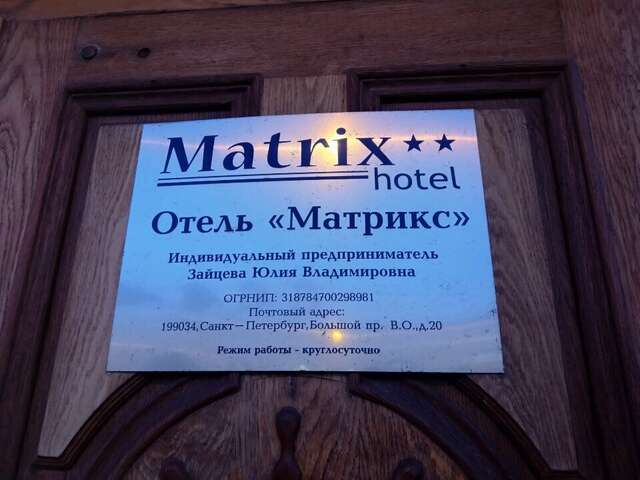 Matrix★★
hotel
Отель «Матрикс»
Индивидуальный предприниматель
Зайцева Юлия Владимировна
ОГРНИП: 318784700298981
Почтовый адрес:
199034,Санкт-Петербург,Большой пр. В.О.,д.20
Режим работы - круглосуточно